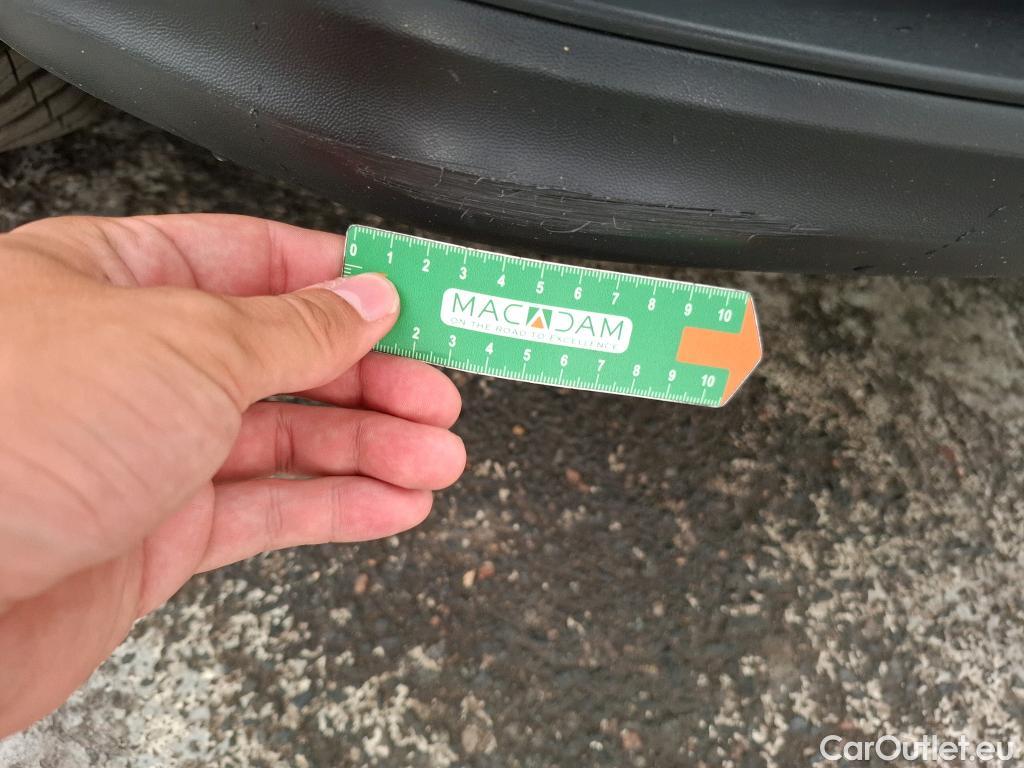 0 1 2 3 4 5 6 7 8 9 10
MACADAM
ON THE ROAD TO EXCELLENCE
2 3 4 5 6 7 8 9 10
CarOutlet.eu